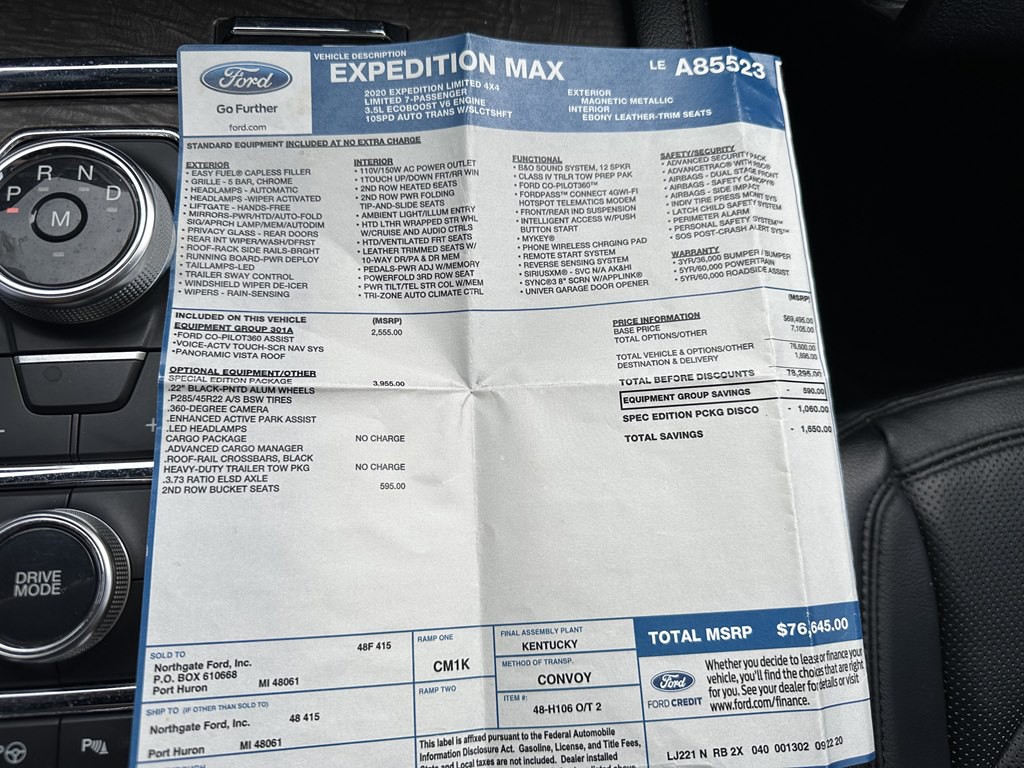 Ford
Go Further
ford.com
VEHICLE DESCRIPTION
EXPEDITION MAX
LE A85523
2020 EXPEDITION LIMITED 4X4
LIMITED 7-PASSENGER
3.5L ECOBOOST V6 ENGINE
10SPD AUTO TRANS W/SLCTSHFT
EXTERIOR
MAGNETIC METALLIC
INTERIOR
EBONY LEATHER-TRIM SEATS
STANDARD EQUIPMENT INCLUDED AT NO EXTRA CHARGE
EXTERIOR
• EASY FUEL® CAPLESS FILLER
• GRILLE - 5 BAR, CHROME
• HEADLAMPS - AUTOMATIC
• HEADLAMPS -WIPER ACTIVATED
• LIFTGATE - HANDS-FREE
• MIRRORS-PWR/HTD/AUTO-FOLD
SIG/APRCH LAMP/MEM/AUTODIM
• PRIVACY GLASS - REAR DOORS
• REAR INT WIPER/WASH/DFRST
• ROOF-RACK SIDE RAILS-BRGHT
• RUNNING BOARD-PWR DEPLOY
• TAILLAMPS-LED
• TRAILER SWAY CONTROL
• WINDSHIELD WIPER DE-ICER
• WIPERS - RAIN-SENSING
INTERIOR
• 110V/150W AC POWER OUTLET
• 1TOUCH UP/DOWN FRT/RR WIN
• 2ND ROW HEATED SEATS
• 2ND ROW PWR FOLDING
TIP-AND-SLIDE SEATS
• AMBIENT LIGHT/ILLUM ENTRY
• HTD LTHR WRAPPED STR WHL
W/CRUISE AND AUDIO CTRLS
• HTD/VENTILATED FRT SEATS
• LEATHER TRIMMED SEATS W/
10-WAY DR/PA & DR MEM
• PEDALS-PWR ADJ W/MEMORY
• POWERFOLD 3RD ROW SEAT
• PWR TILT/TEL STR COL W/MEM
• TRI-ZONE AUTO CLIMATE CTRL
FUNCTIONAL
• B&O SOUND SYSTEM, 12 SPKR
• CLASS IV TRLR TOW PREP PAK
• FORD CO-PILOT360™
• FORDPASS™ CONNECT 4GWI-FI
HOTSPOT TELEMATICS MODEM
• FRONT/REAR IND SUSPENSION
• INTELLIGENT ACCESS W/PUSH
BUTTON START
• MYKEY®
• PHONE WIRELESS CHRGING PAD
• REMOTE START SYSTEM
• REVERSE SENSING SYSTEM
• SIRIUSXM® - SVC N/A AK&HI
• SYNC®3 8" SCRN W/APPLINK®
• UNIVER GARAGE DOOR OPENER
SAFETY/SECURITY
• ADVANCED SECURITY PACK
• ADVANCETRAC® WITH RSC®
• AIRBAGS - DUAL STAGE FRONT
• AIRBAGS - SAFETY CANOPY®
• AIRBAGS - SIDE IMPACT
• INDIV TIRE PRESS MONIT SYS
• LATCH CHILD SAFETY SYSTEM
• PERIMETER ALARM
• PERSONAL SAFETY SYSTEM™
• SOS POST-CRASH ALERT SYS™
WARRANTY
• 3YR/36,000 BUMPER / BUMPER
• 5YR/60,000 POWERTRAIN
• 5YR/60,000 ROADSIDE ASSIST
INCLUDED ON THIS VEHICLE (MSRP)
EQUIPMENT GROUP 301A 2,555.00
•FORD CO-PILOT360 ASSIST
•VOICE-ACTV TOUCH-SCR NAV SYS
•PANORAMIC VISTA ROOF
OPTIONAL EQUIPMENT/OTHER
SPECIAL EDITION PACKAGE 3,955.00
.22" BLACK-PNTD ALUM WHEELS
.P285/45R22 A/S BSW TIRES
.360-DEGREE CAMERA
.ENHANCED ACTIVE PARK ASSIST
.LED HEADLAMPS
CARGO PACKAGE NO CHARGE
.ADVANCED CARGO MANAGER
.ROOF-RAIL CROSSBARS, BLACK
HEAVY-DUTY TRAILER TOW PKG NO CHARGE
.3.73 RATIO ELSD AXLE
2ND ROW BUCKET SEATS 595.00
(MSRP)
PRICE INFORMATION
BASE PRICE $69,495.00
TOTAL OPTIONS/OTHER 7,105.00
TOTAL VEHICLE & OPTIONS/OTHER 76,600.00
DESTINATION & DELIVERY 1,695.00
TOTAL BEFORE DISCOUNTS 78,295.00
EQUIPMENT GROUP SAVINGS - 590.00
SPEC EDITION PCKG DISCO - 1,060.00
TOTAL SAVINGS - 1,650.00
SOLD TO 48F 415
Northgate Ford, Inc.
P.O. BOX 610668
Port Huron MI 48061
SHIP TO (IF OTHER THAN SOLD TO)
Northgate Ford, Inc. 48 415
Port Huron MI 48061
RAMP ONE
CM1K
RAMP TWO
FINAL ASSEMBLY PLANT
KENTUCKY
METHOD OF TRANSP.
CONVOY
ITEM #:
48-H106 O/T 2
This label is affixed pursuant to the Federal Automobile
Information Disclosure Act. Gasoline, License, and Title Fees,
State and Local taxes are not included. Dealer installed
TOTAL MSRP $76,645.00
Ford
FORD CREDIT
Whether you decide to lease or finance your
vehicle, you'll find the choices that are right
for you. See your dealer for details or visit
www.ford.com/finance.
LJ221 N RB 2X 040 001302 09 22 20
P R N D
M
DRIVE
MODE